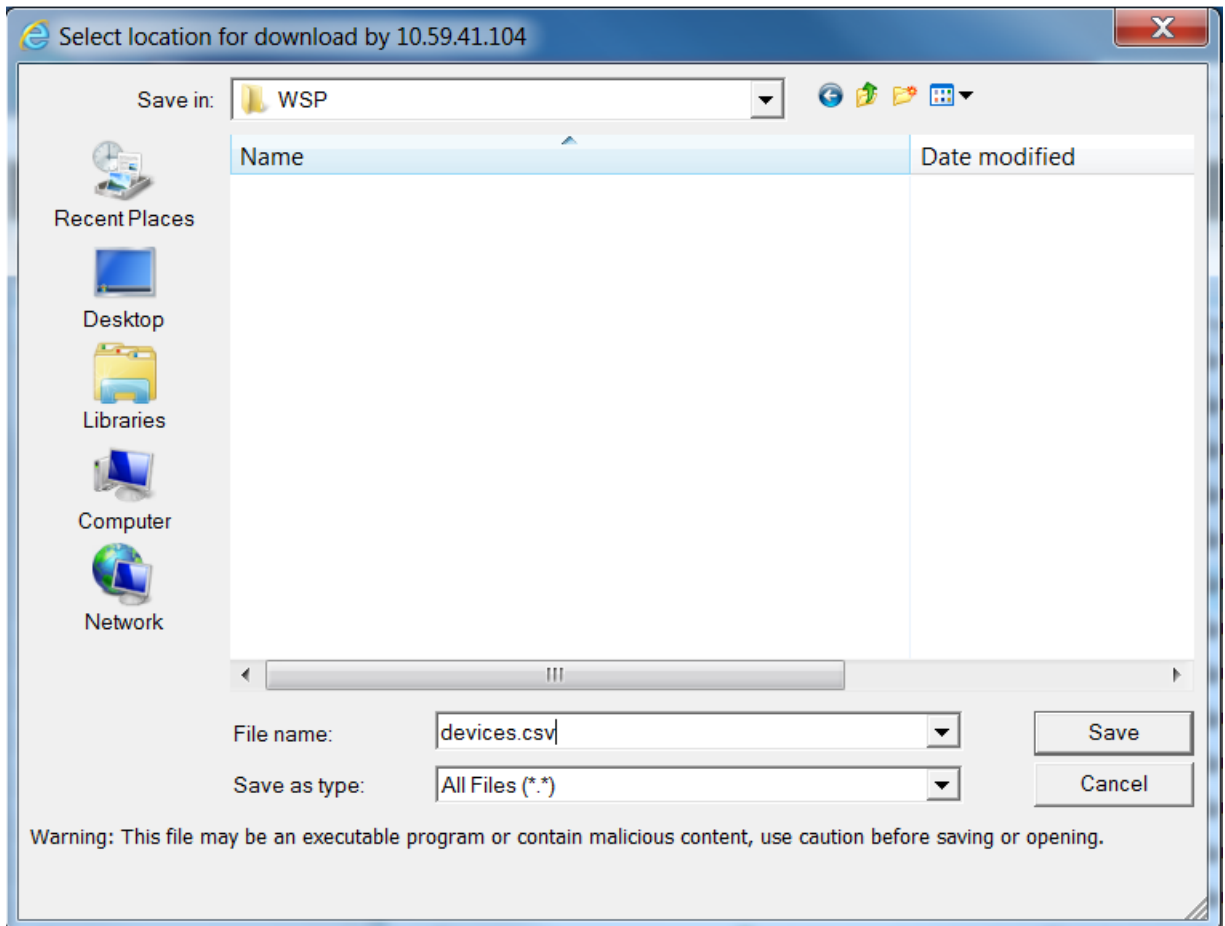 Select location for download by 10.59.41.104
X
Save in: WSP
Name Date modified
Recent Places
Desktop
Libraries
Computer
Network
File name: devices.csv Save
Save as type: All Files (*.*) Cancel
Warning: This file may be an executable program or contain malicious content, use caution before saving or opening.